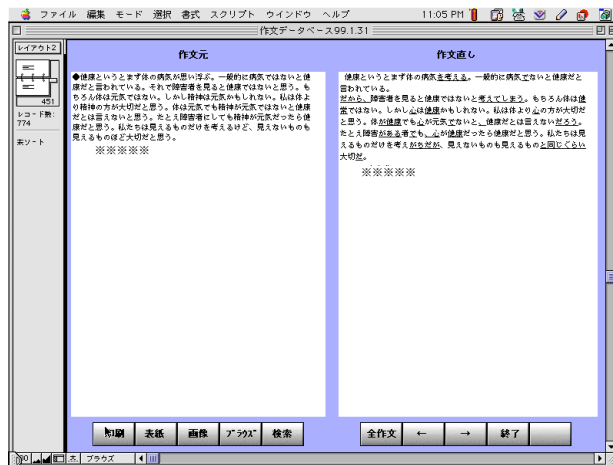 ファイル 編集 モード 選択 書式 スクリプト ウインドウ ヘルプ 11:05 PM
作文データベース99.1.31
レイアウト2
451
レコード数:
774
未ソート
作文元
◆健康というとまず体の病気が思い浮ぶ。一般的に病気ではないと健
康だと言われている。それで障害者を見ると健康ではないと思う。も
ちろん体は元気ではない。しかし精神は元気かもしれない。私は体よ
り精神の方が大切だと思う。体は元気でも精神が元気ではないと健康
だとは言えないと思う。たとえ障害者にしても精神が元気だったら健
康だと思う。私たちは見えるものだけを考えるけど、見えないものも
見えるものほど大切だと思う。
※※※※※
作文直し
健康というとまず体の病気を考える。一般的に病気でないと健康だと
言われている。
だから、障害者を見ると健康ではないと考えてしまう。もちろん体は健
常ではない。しかし心は健康かもしれない。私は体より心の方が大切だ
と思う。体が健康でも心が元気でないと、健康だとは言えないだろう。
たとえ障害がある者でも、心が健康だったら健康だと思う。私たちは見
えるものだけを考えがちだが、見えないものも見えるものと同じぐらい
大切だ。
※※※※※
印刷 表紙 画像 ブラウズ 検索
全作文 ← → 終了
ブラウズ